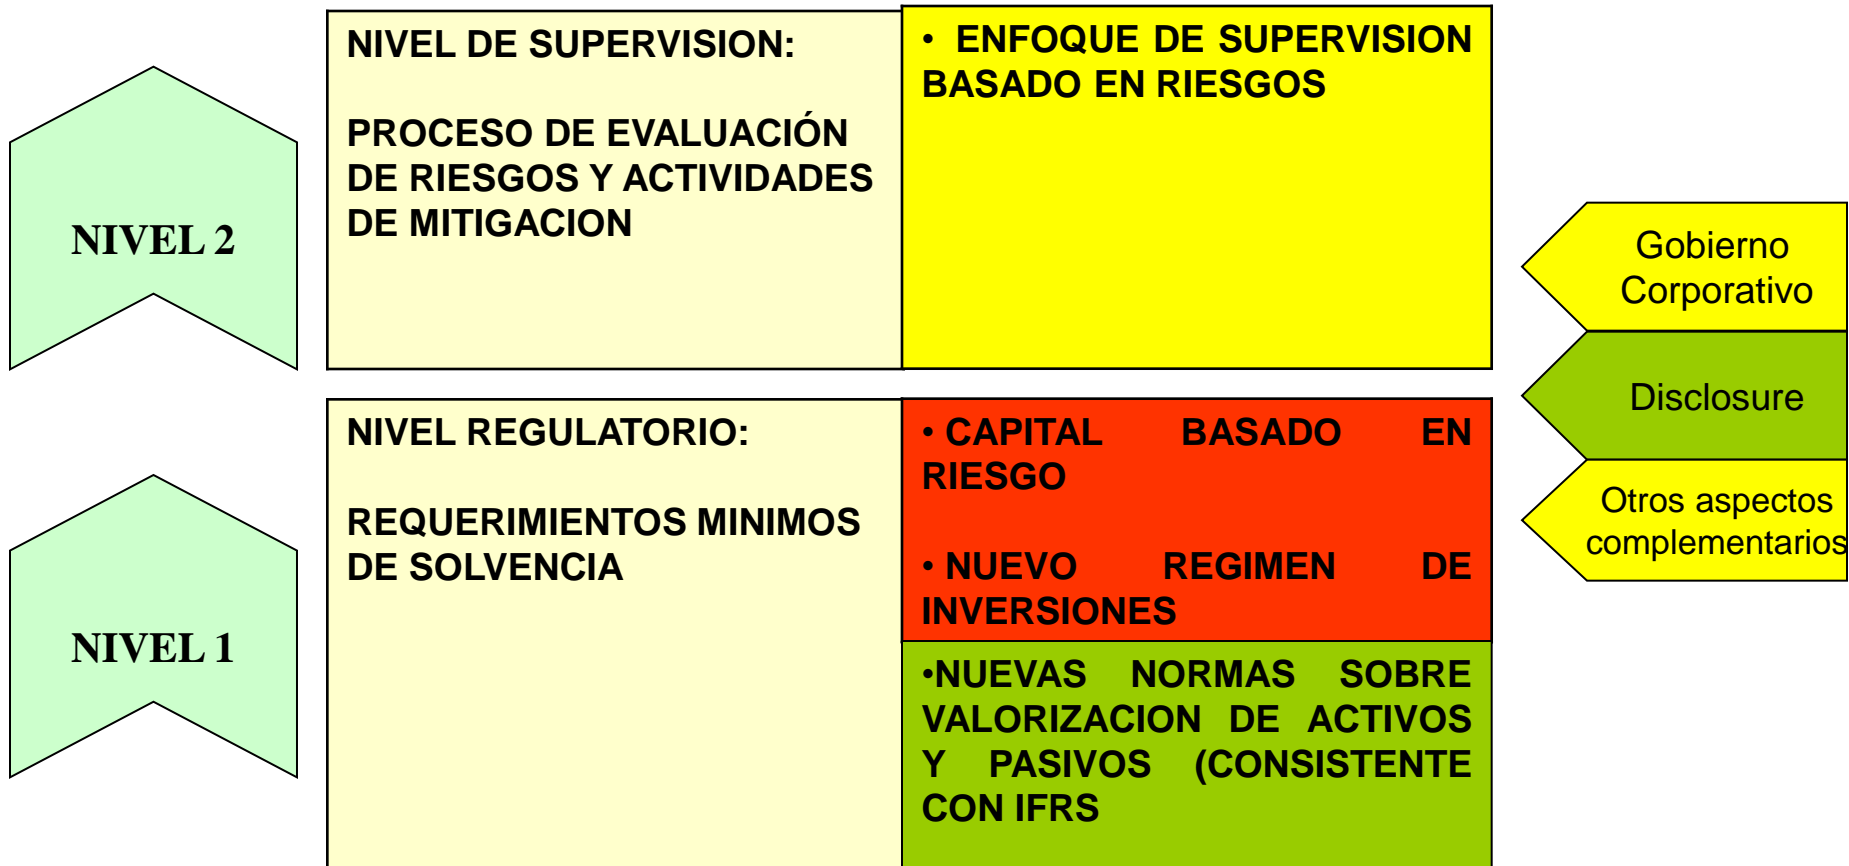 NIVEL 2
NIVEL DE SUPERVISION:
PROCESO DE EVALUACIÓN
DE RIESGOS Y ACTIVIDADES
DE MITIGACION
• ENFOQUE DE SUPERVISION
BASADO EN RIESGOS
NIVEL 1
NIVEL REGULATORIO:
REQUERIMIENTOS MINIMOS
DE SOLVENCIA
• CAPITAL BASADO EN
RIESGO
• NUEVO REGIMEN DE
INVERSIONES
•NUEVAS NORMAS SOBRE
VALORIZACION DE ACTIVOS
Y PASIVOS (CONSISTENTE
CON IFRS
Gobierno
Corporativo
Disclosure
Otros aspectos
complementarios